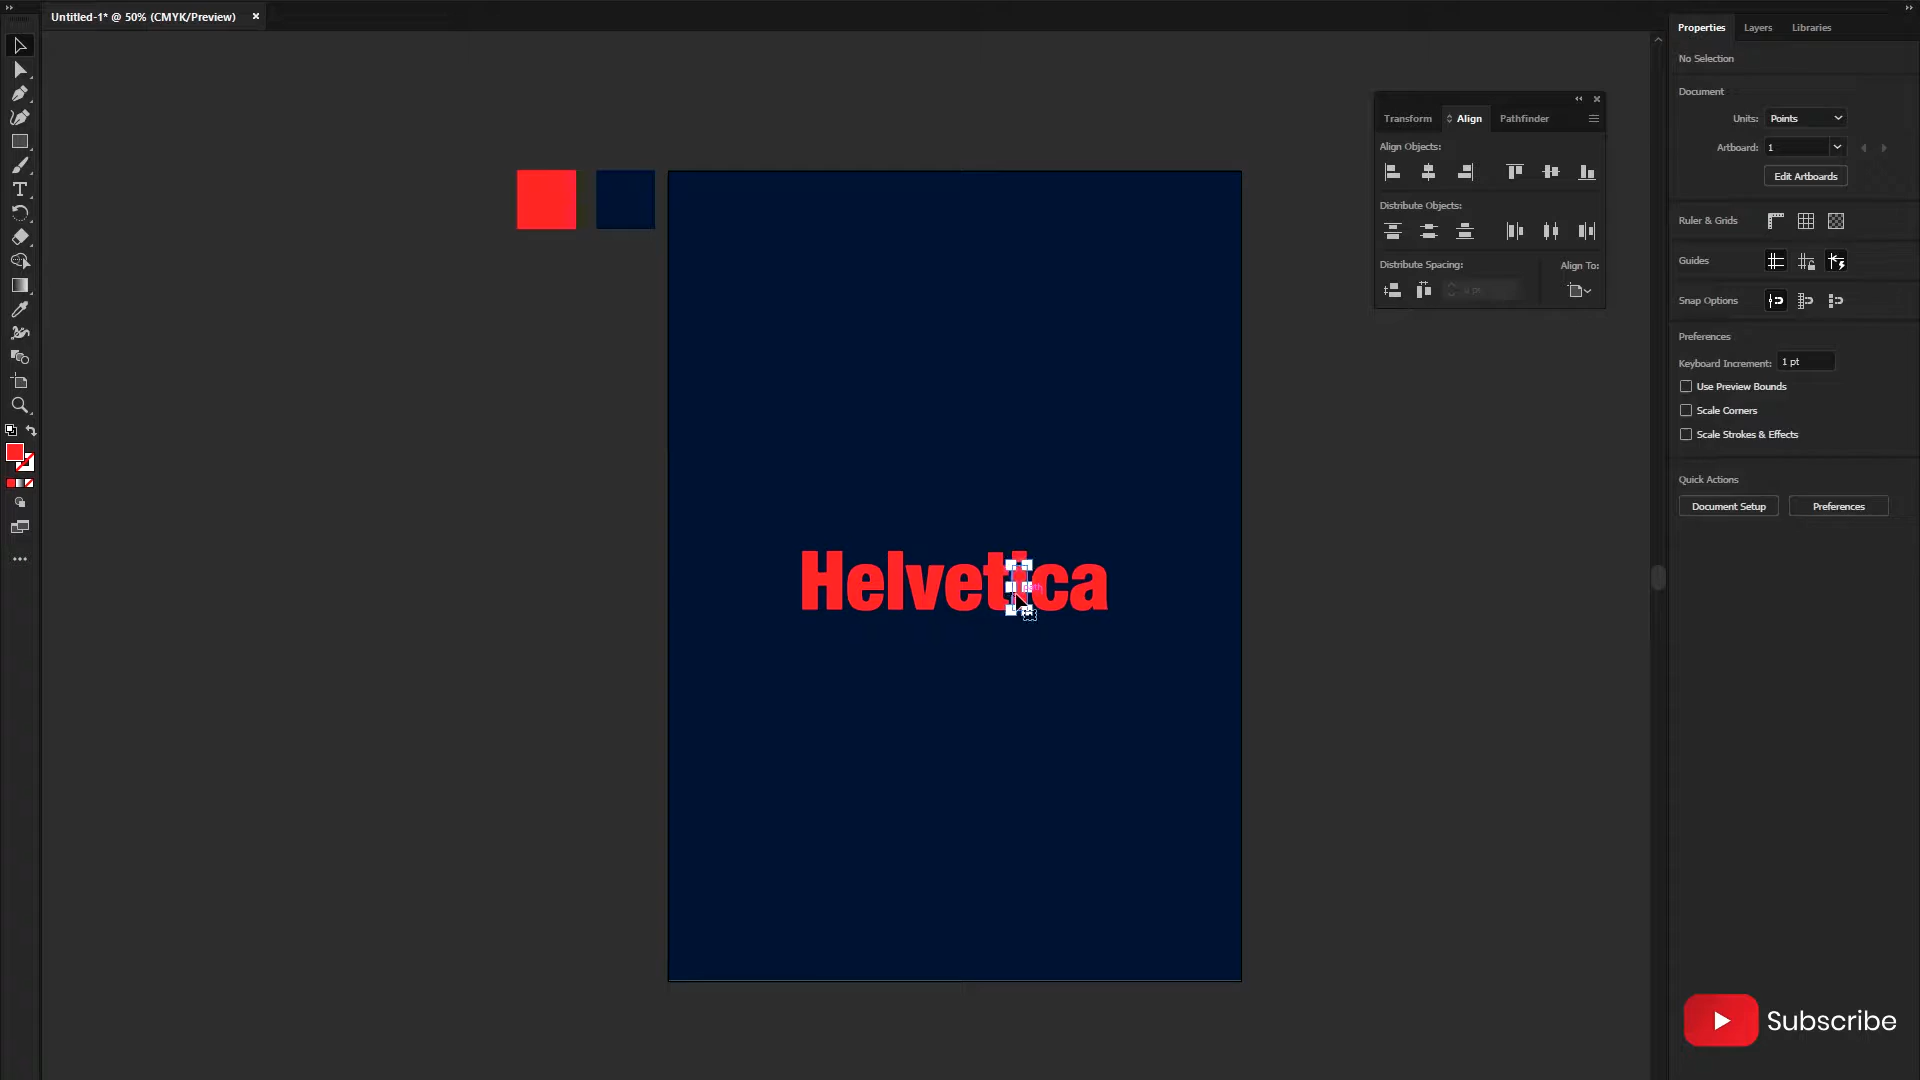 Untitled-1* @ 50% (CMYK/Preview)
Properties Layers Libraries
No Selection
Document
Units: Points
Artboard: 1
Edit Artboards
Ruler & Grids
Guides
Snap Options
Preferences
Keyboard Increment: 1 pt
Use Preview Bounds
Scale Corners
Scale Strokes & Effects
Quick Actions
Document Setup Preferences
Transform Align Pathfinder
Align Objects:
Distribute Objects:
Distribute Spacing: Align To:
0 pt
Helvetica
Subscribe